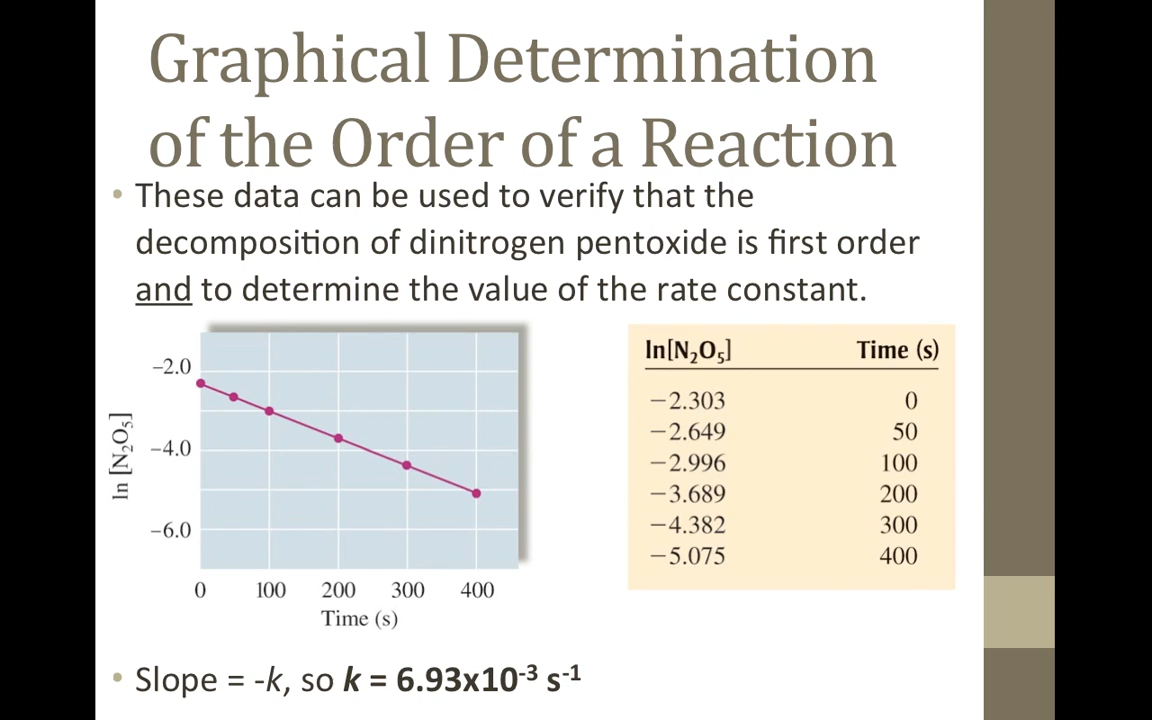 Graphical Determination
of the Order of a Reaction
• These data can be used to verify that the
decomposition of dinitrogen pentoxide is first order
and to determine the value of the rate constant.
−2.0
−4.0
−6.0
ln [N₂O₅]
0 100 200 300 400
Time (s)
ln[N₂O₅] Time (s)
−2.303 0
−2.649 50
−2.996 100
−3.689 200
−4.382 300
−5.075 400
• Slope = -k, so k = 6.93x10⁻³ s⁻¹